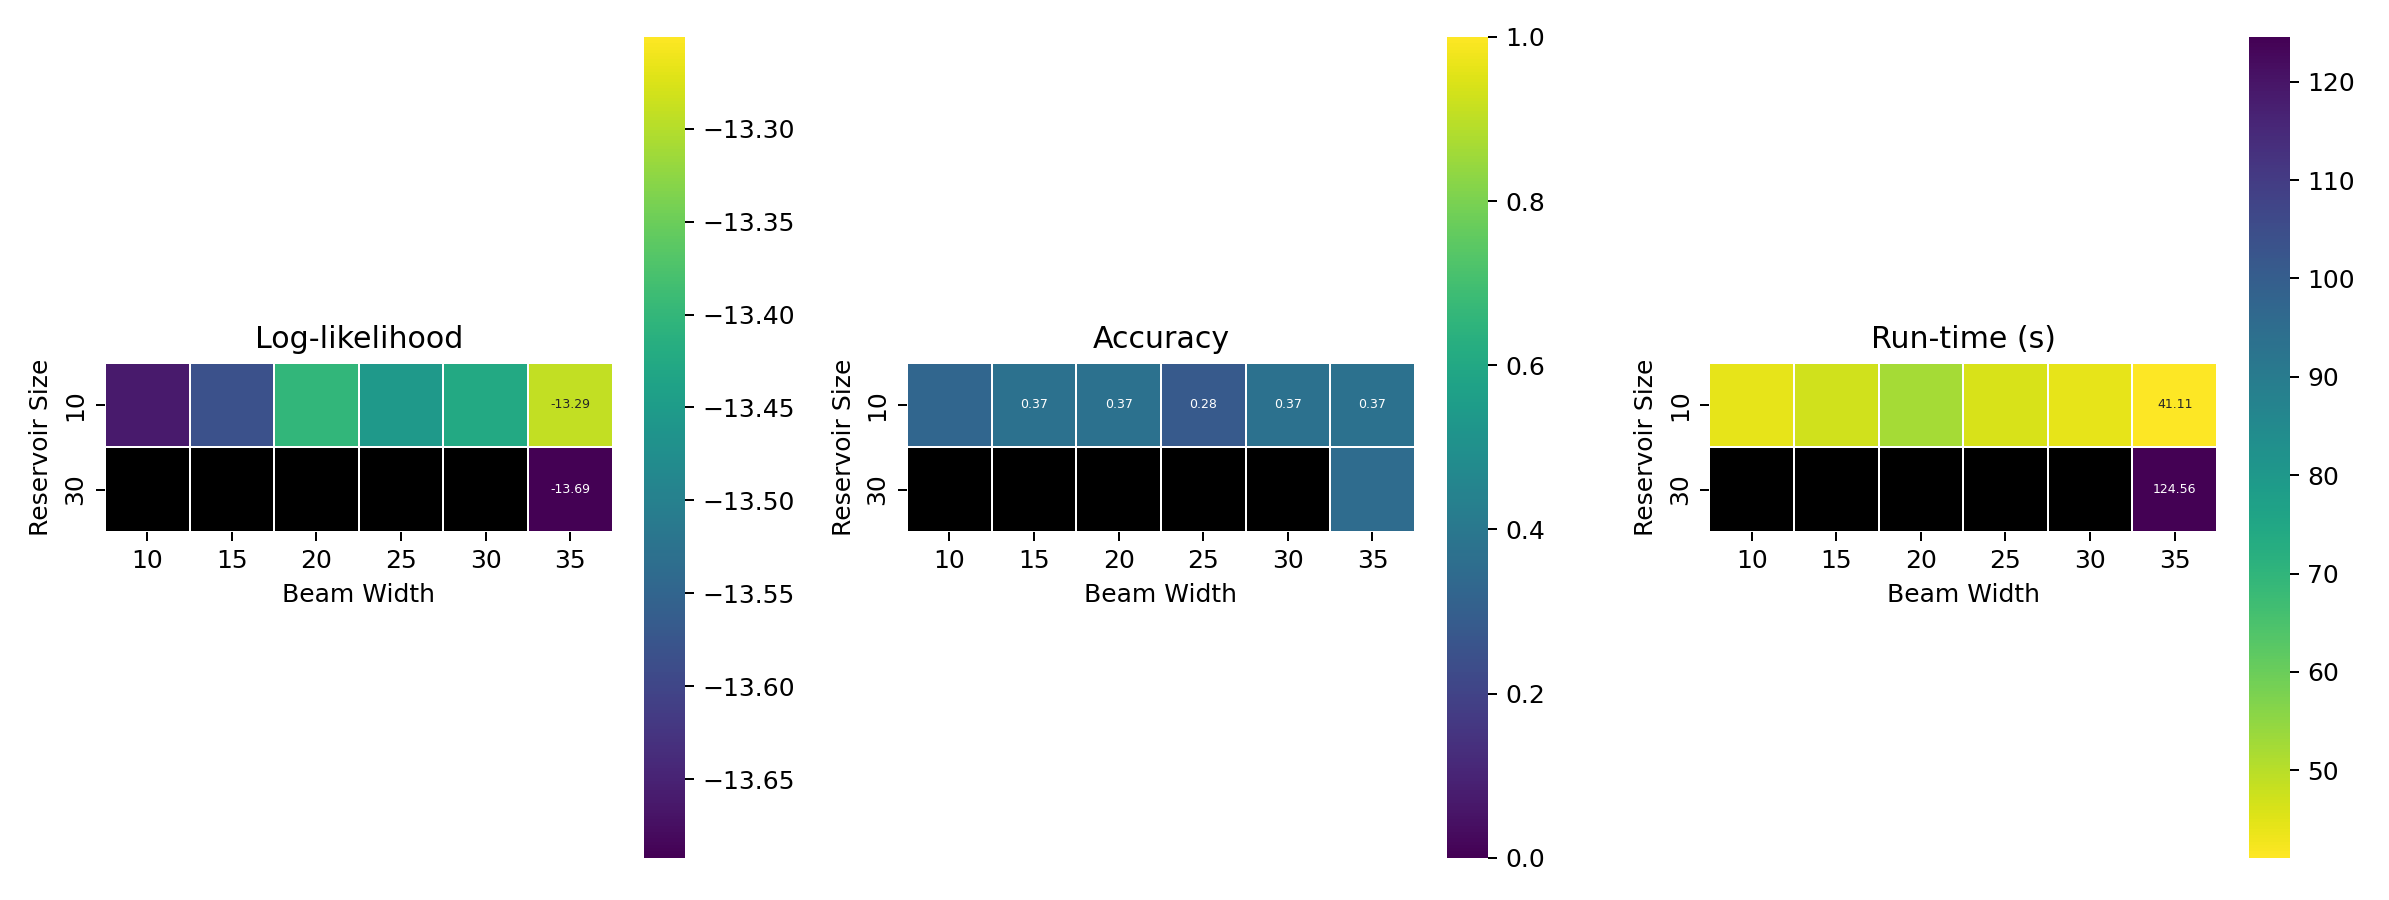 Log-likelihood
Reservoir Size
10
30
-13.29
-13.69
10 15 20 25 30 35
Beam Width
−13.30
−13.35
−13.40
−13.45
−13.50
−13.55
−13.60
−13.65
Accuracy
Reservoir Size
10
30
0.37 0.37 0.28 0.37 0.37
10 15 20 25 30 35
Beam Width
1.0
0.8
0.6
0.4
0.2
0.0
Run-time (s)
Reservoir Size
10
30
41.11
124.56
10 15 20 25 30 35
Beam Width
120
110
100
90
80
70
60
50